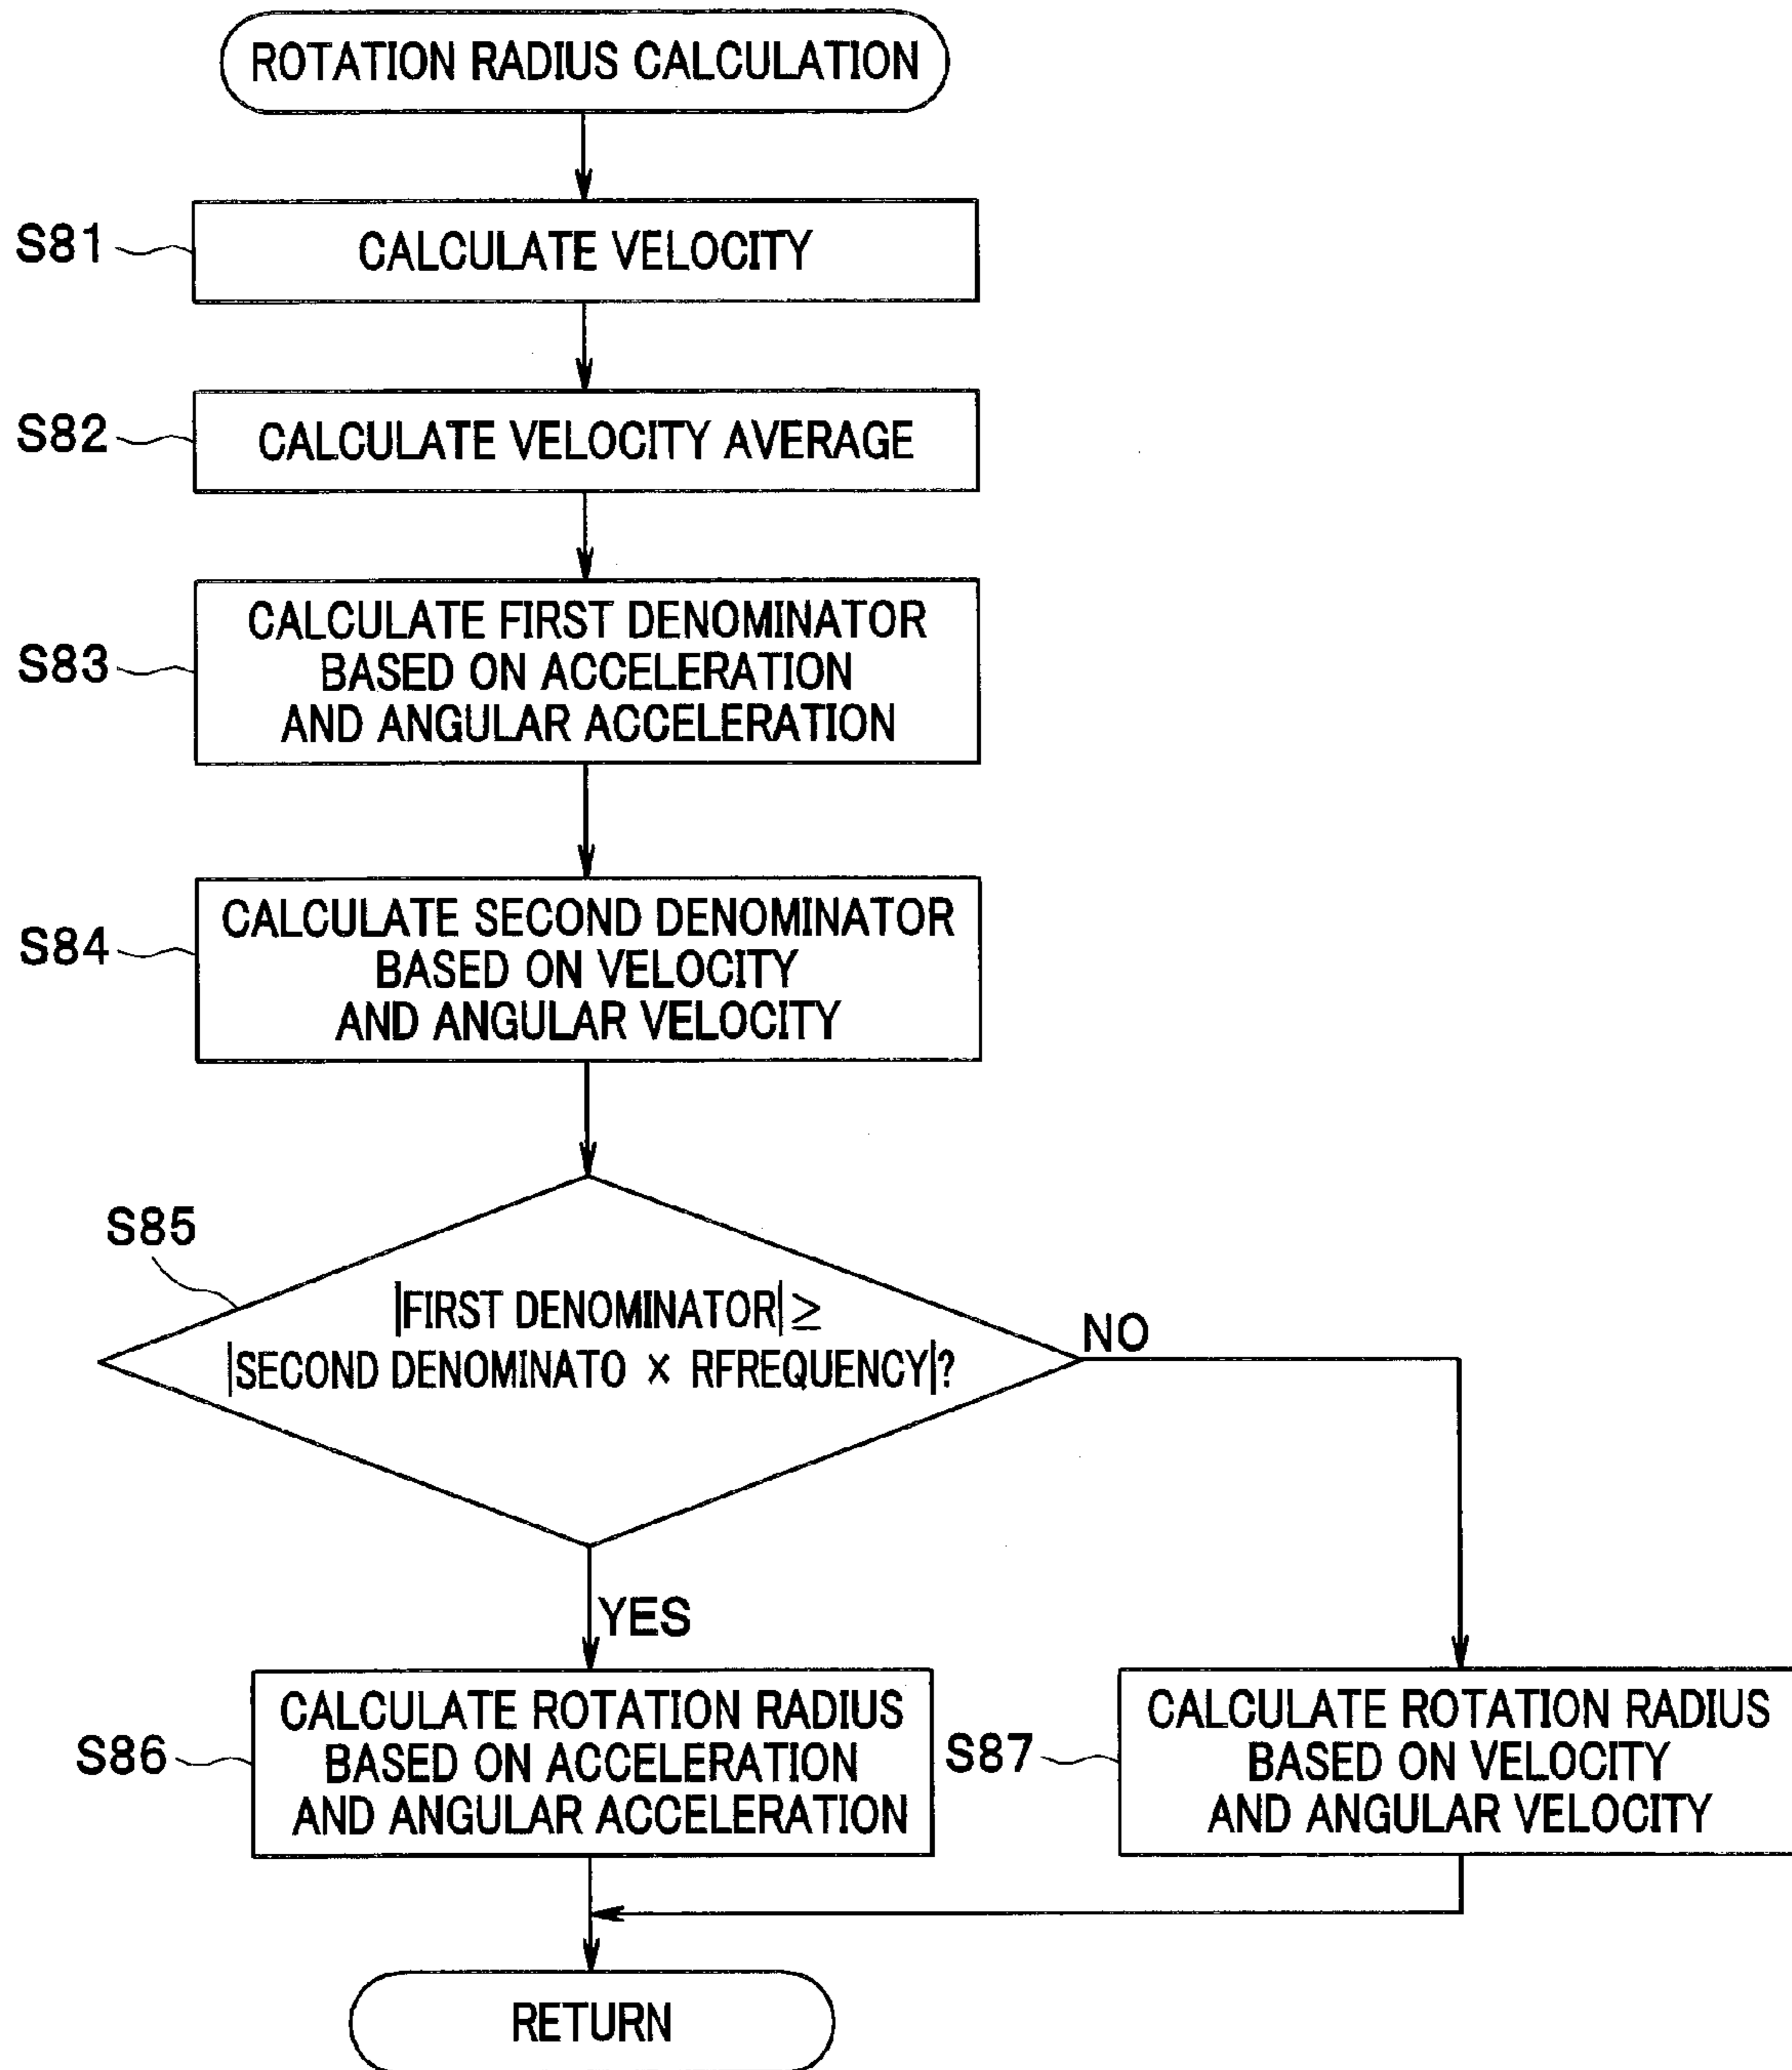 ROTATION RADIUS CALCULATION
S81
CALCULATE VELOCITY
S82
CALCULATE VELOCITY AVERAGE
S83
CALCULATE FIRST DENOMINATOR
BASED ON ACCELERATION
AND ANGULAR ACCELERATION
S84
CALCULATE SECOND DENOMINATOR
BASED ON VELOCITY
AND ANGULAR VELOCITY
S85
|FIRST DENOMINATOR| ≥
|SECOND DENOMINATO × RFREQUENCY|?
NO
YES
S86
CALCULATE ROTATION RADIUS
BASED ON ACCELERATION
AND ANGULAR ACCELERATION
S87
CALCULATE ROTATION RADIUS
BASED ON VELOCITY
AND ANGULAR VELOCITY
RETURN